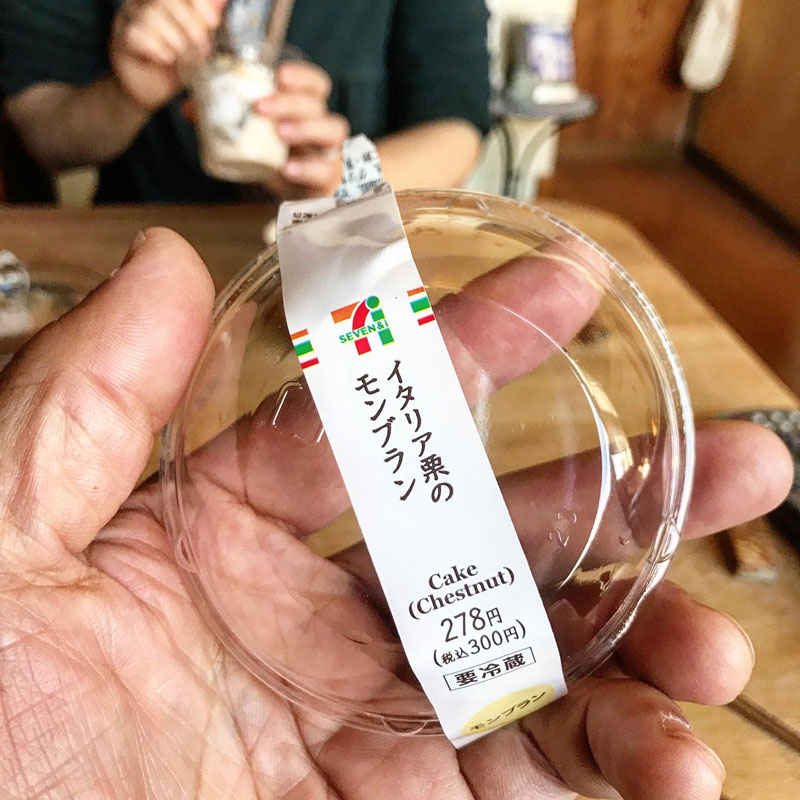 SEVEN&i
イタリア栗の
モンブラン
Cake
(Chestnut)
278円
(税込300円)
要冷蔵
モンブラン